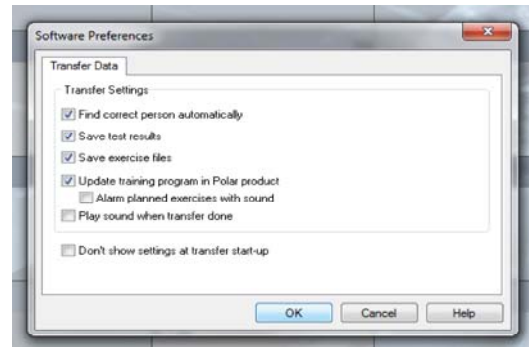 Software Preferences
Transfer Data
Transfer Settings
Find correct person automatically
Save test results
Save exercise files
Update training program in Polar product
Alarm planned exercises with sound
Play sound when transfer done
Don't show settings at transfer start-up
OK Cancel Help